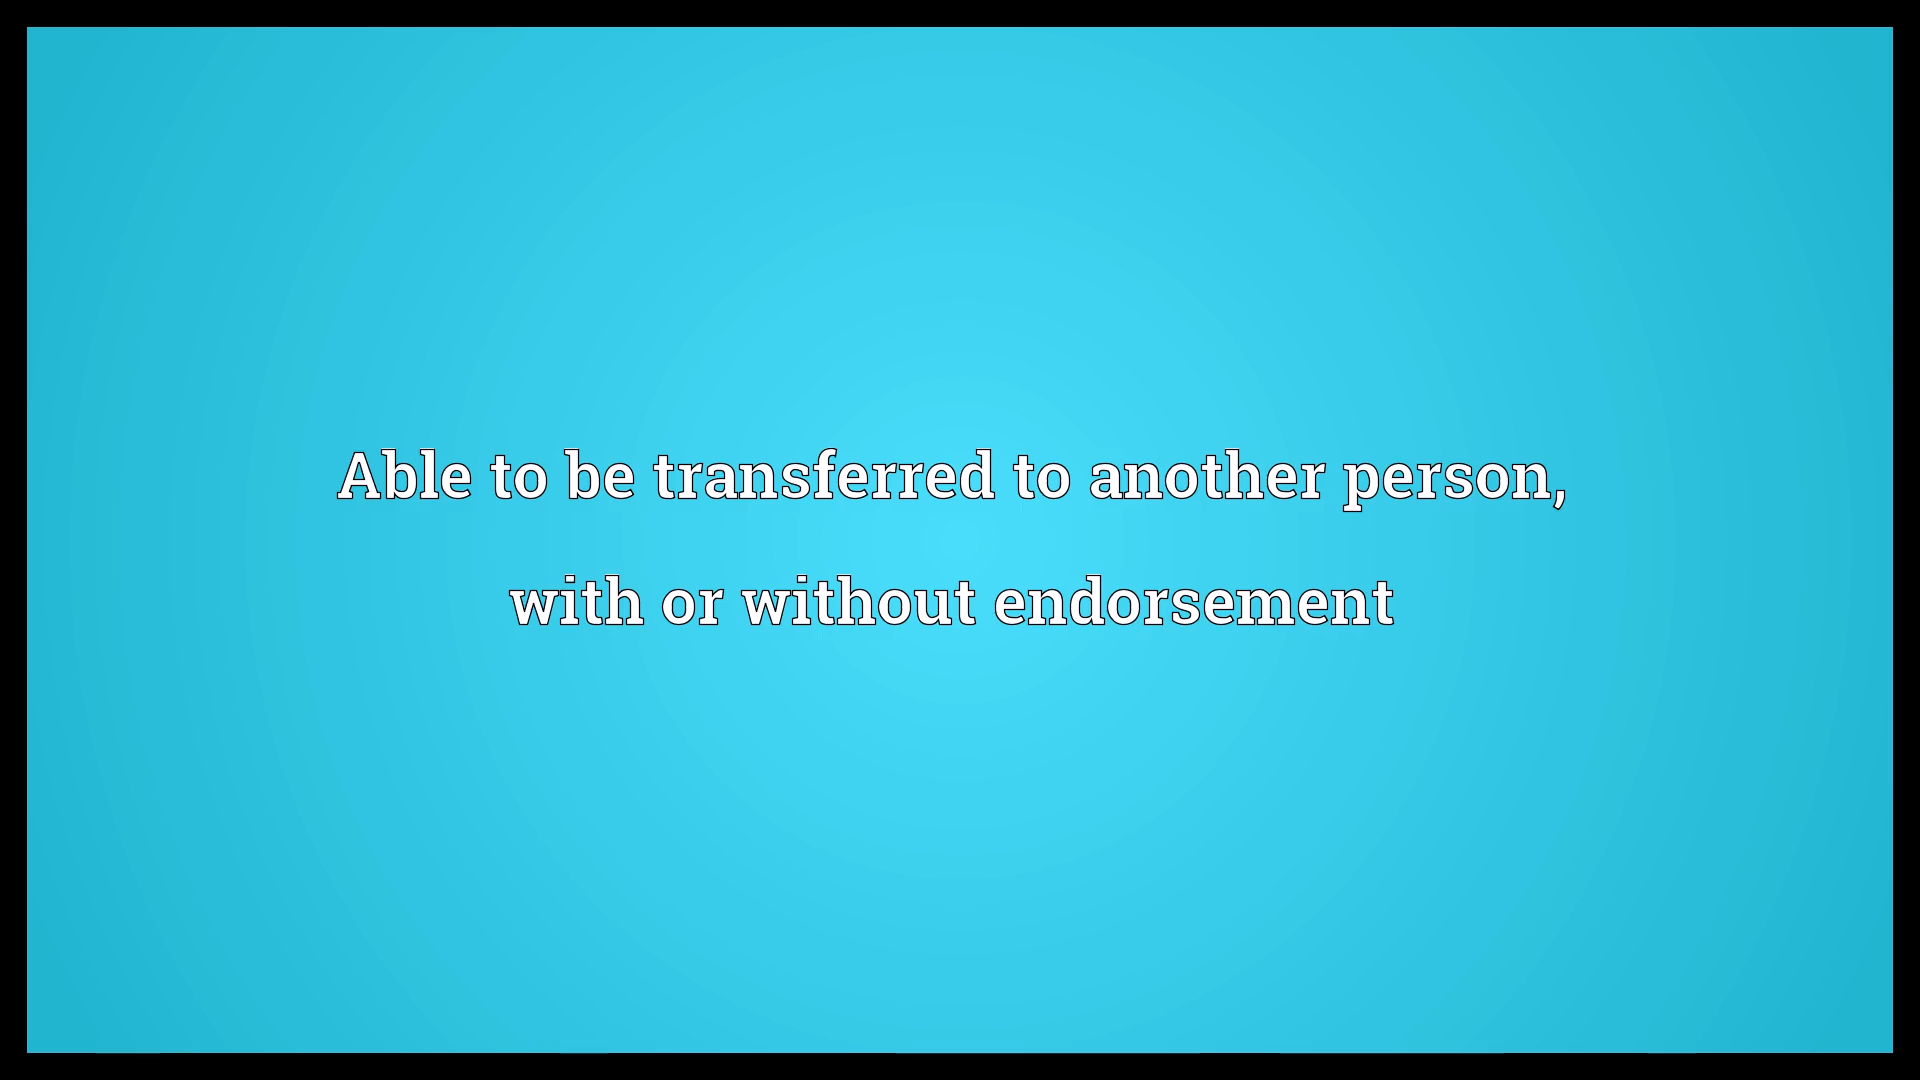 Able to be transferred to another person,
with or without endorsement